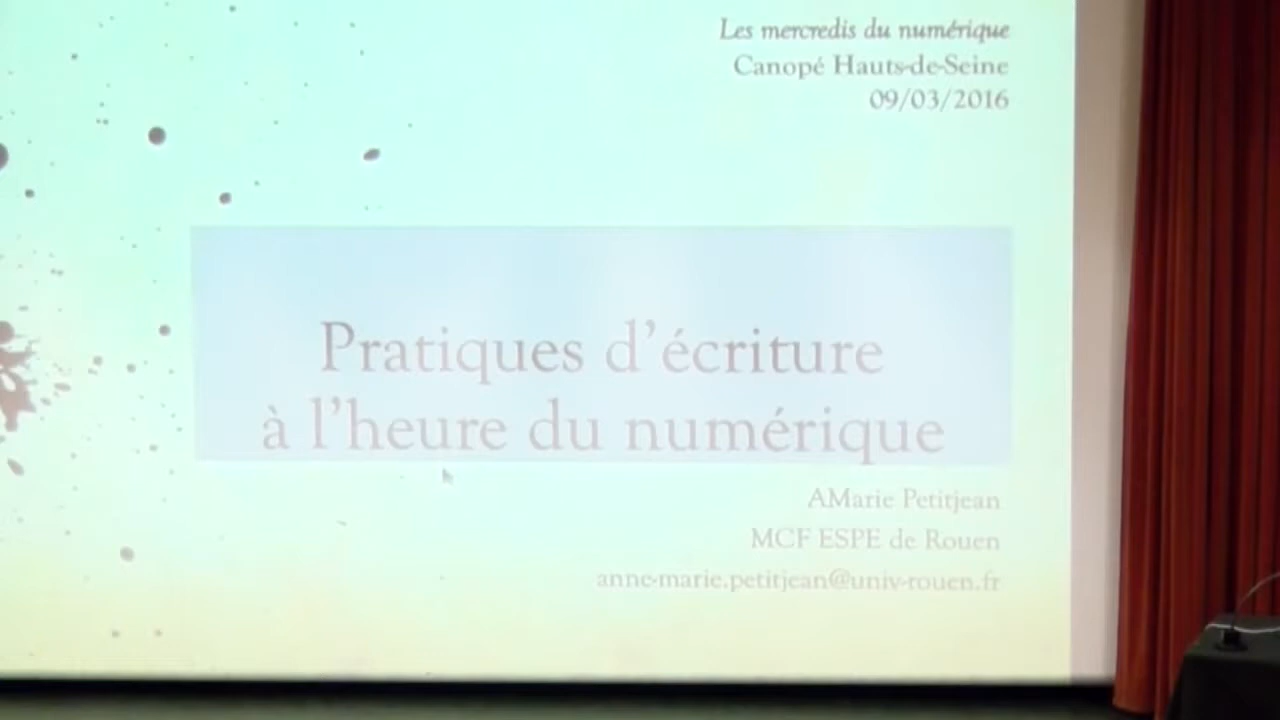 Les mercredis du numérique
Canopé Hauts-de-Seine
09/03/2016
Pratiques d'écriture
à l'heure du numérique
AMarie Petitjean
MCF ESPE de Rouen
anne-marie.petitjean@univ-rouen.fr